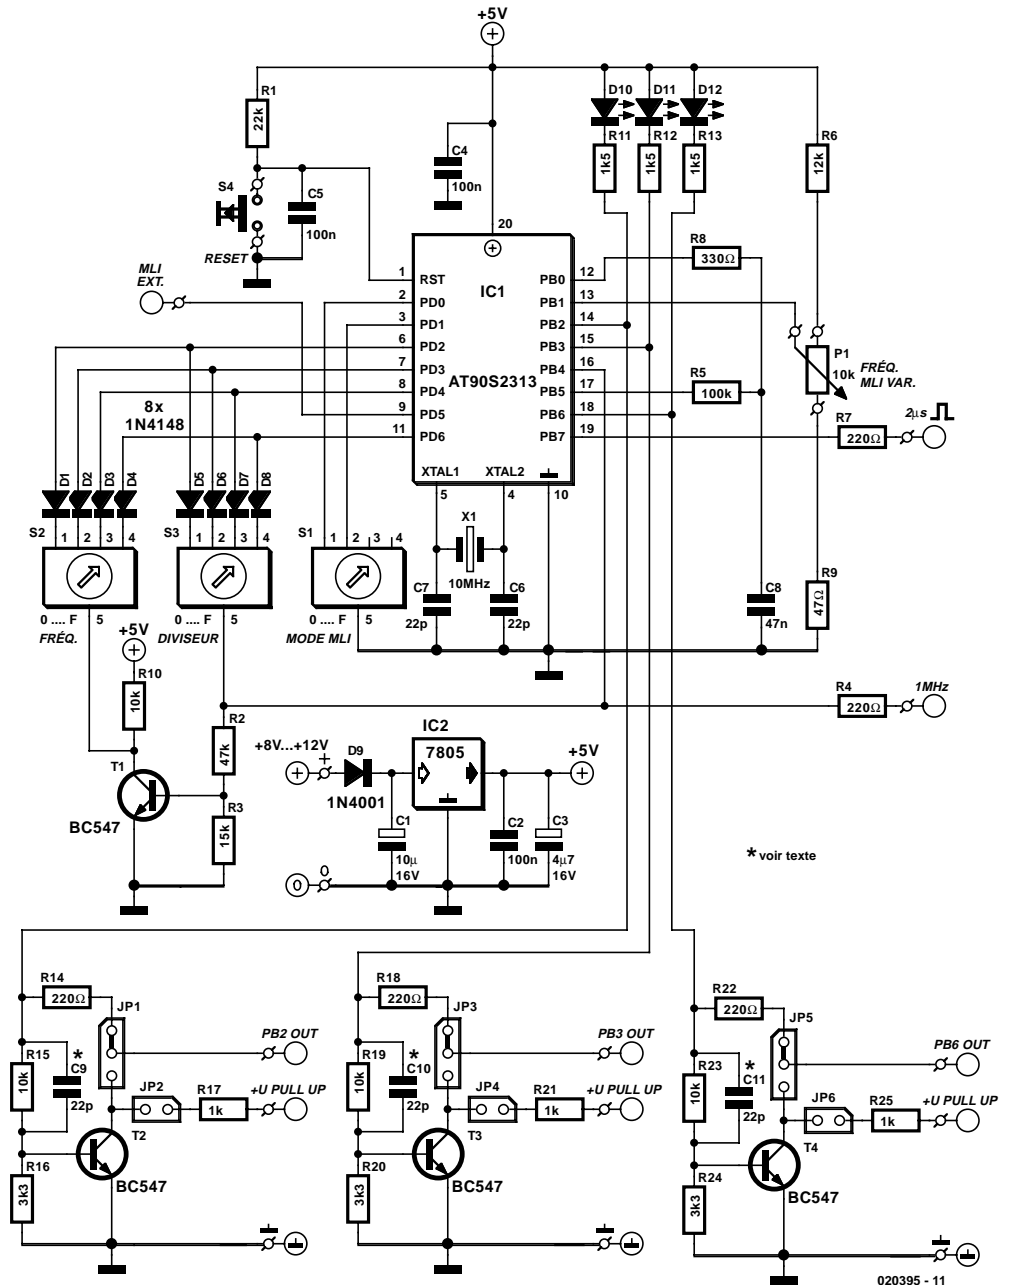 +5V
R1
22k
D10
D11
D12
R11
R12
R13
1k5
1k5
1k5
R6
12k
C4
100n
S4
C5
100n
RESET
20
R8
330Ω
MLI
EXT.
IC1
AT90S2313
1
RST
2
PD0
3
PD1
6
PD2
7
PD3
8
PD4
9
PD5
11
PD6
PB0
12
PB1
13
PB2
14
PB3
15
PB4
16
PB5
17
PB6
18
PB7
19
R5
100k
P1
10k
FRÉQ.
MLI VAR.
R7
220Ω
2µs
8x
1N4148
XTAL1
XTAL2
5
4
10
D1
D2
D3
D4
D5
D6
D7
D8
S2
1
2
3
4
S3
1
2
3
4
S1
1
2
3
4
X1
10MHz
C7
22p
C6
22p
C8
47n
R9
47Ω
0 .... F
5
FRÉQ.
0 .... F
5
DIVISEUR
0 .... F
5
MODE MLI
+5V
R10
10k
R2
47k
R4
220Ω
1MHz
T1
BC547
R3
15k
+8V...+12V
+
D9
1N4001
IC2
7805
+5V
C1
10µ
16V
C2
100n
C3
4µ7
16V
0
0
* voir texte
R14
220Ω
JP1
PB2 OUT
R15
10k
*
C9
22p
JP2
R17
1k
+U PULL UP
T2
BC547
R16
3k3
R18
220Ω
JP3
PB3 OUT
R19
10k
*
C10
22p
JP4
R21
1k
+U PULL UP
T3
BC547
R20
3k3
R22
220Ω
JP5
PB6 OUT
R23
10k
*
C11
22p
JP6
R25
1k
+U PULL UP
T4
BC547
R24
3k3
020395 - 11